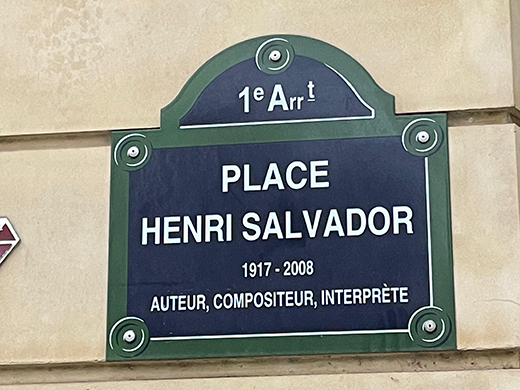 1e Arrt
PLACE
HENRI SALVADOR
1917 - 2008
AUTEUR, COMPOSITEUR, INTERPRÈTE